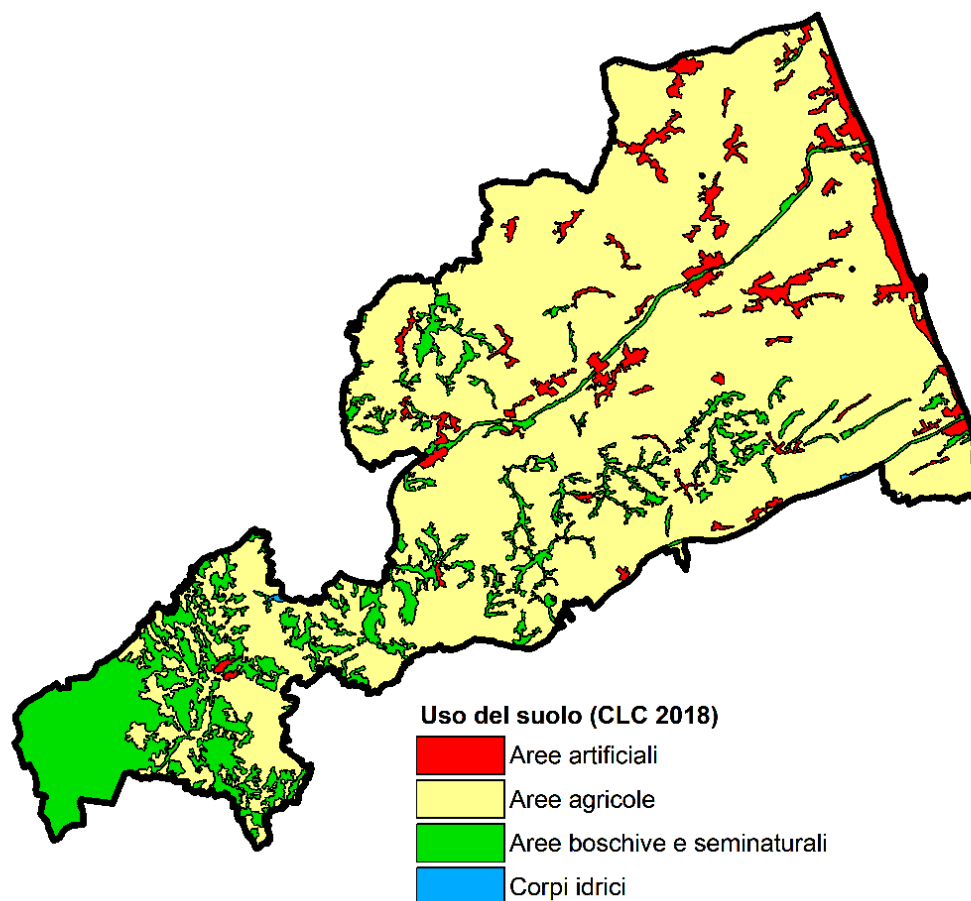 Uso del suolo (CLC 2018)
Aree artificiali
Aree agricole
Aree boschive e seminaturali
Corpi idrici